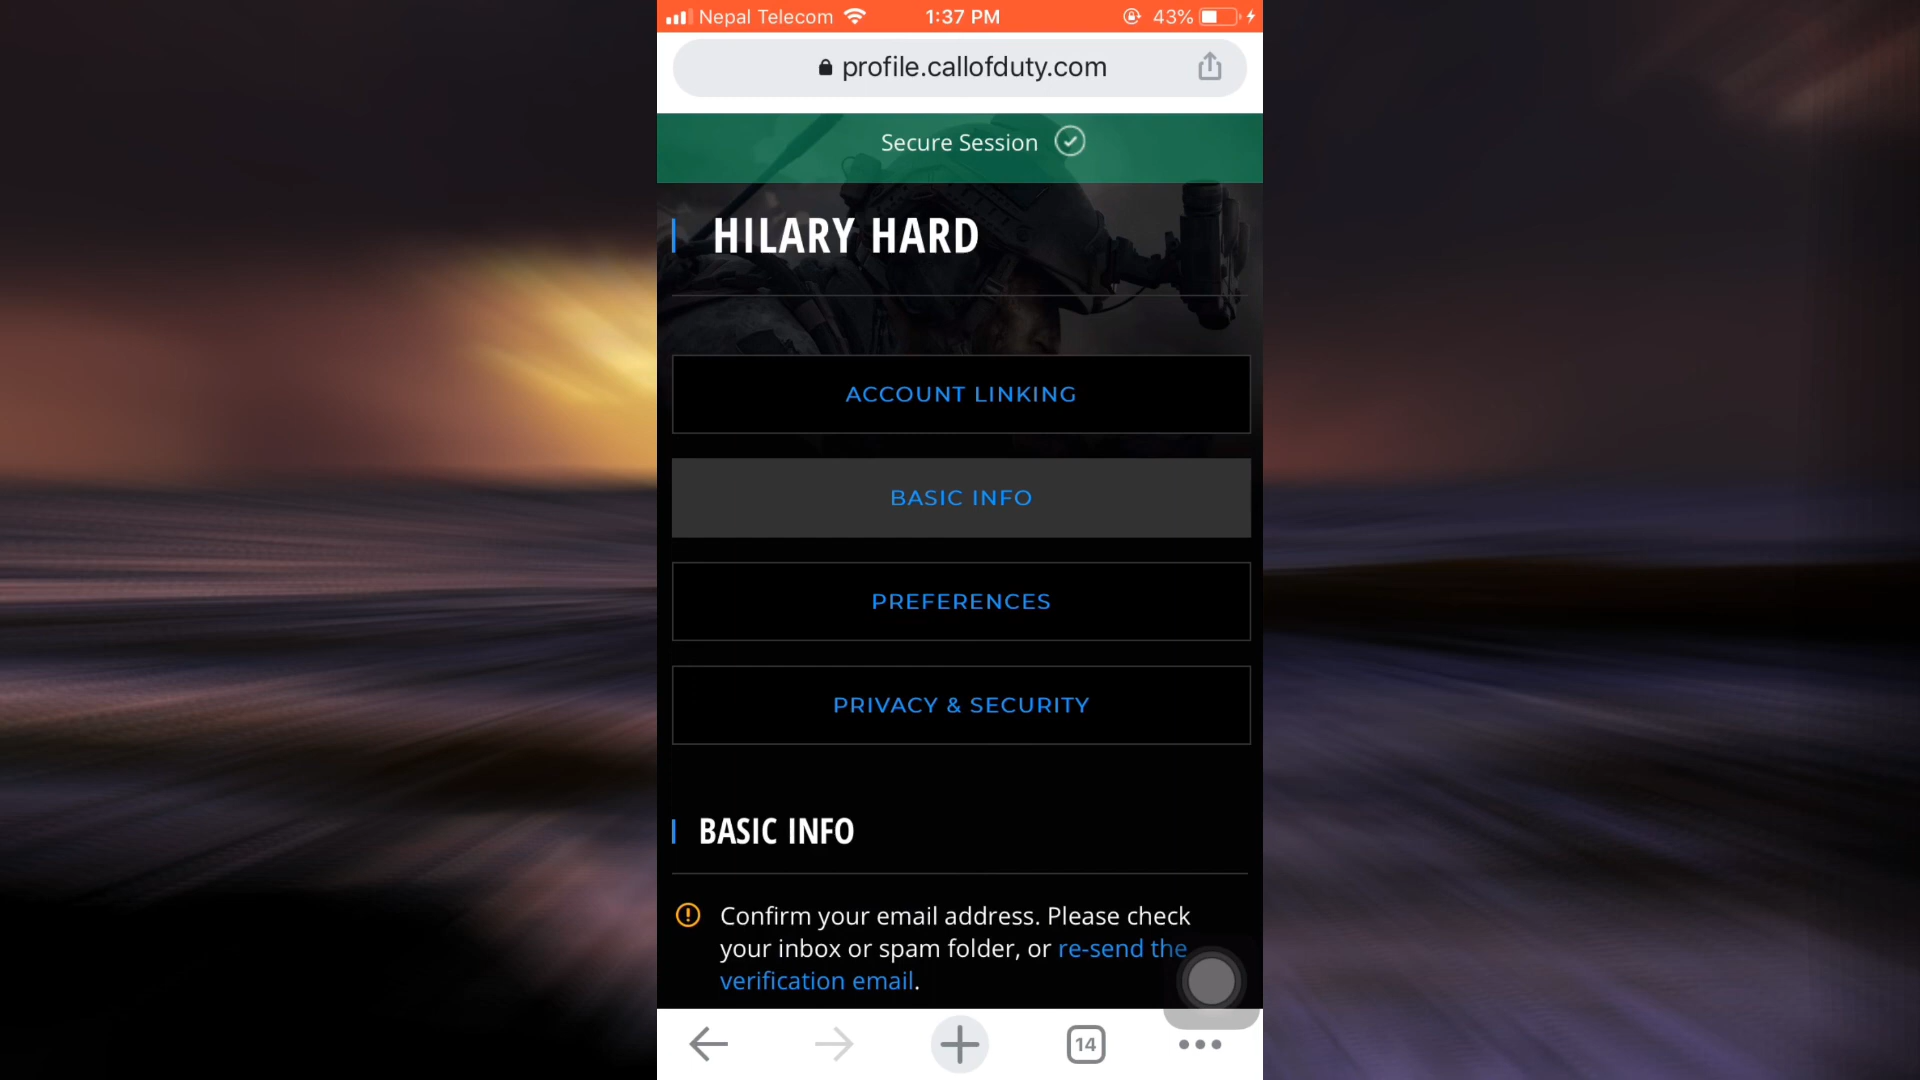 Nepal Telecom 1:37 PM 43%
profile.callofduty.com
Secure Session
HILARY HARD
ACCOUNT LINKING
BASIC INFO
PREFERENCES
PRIVACY & SECURITY
BASIC INFO
Confirm your email address. Please check
your inbox or spam folder, or re-send the
verification email.
14